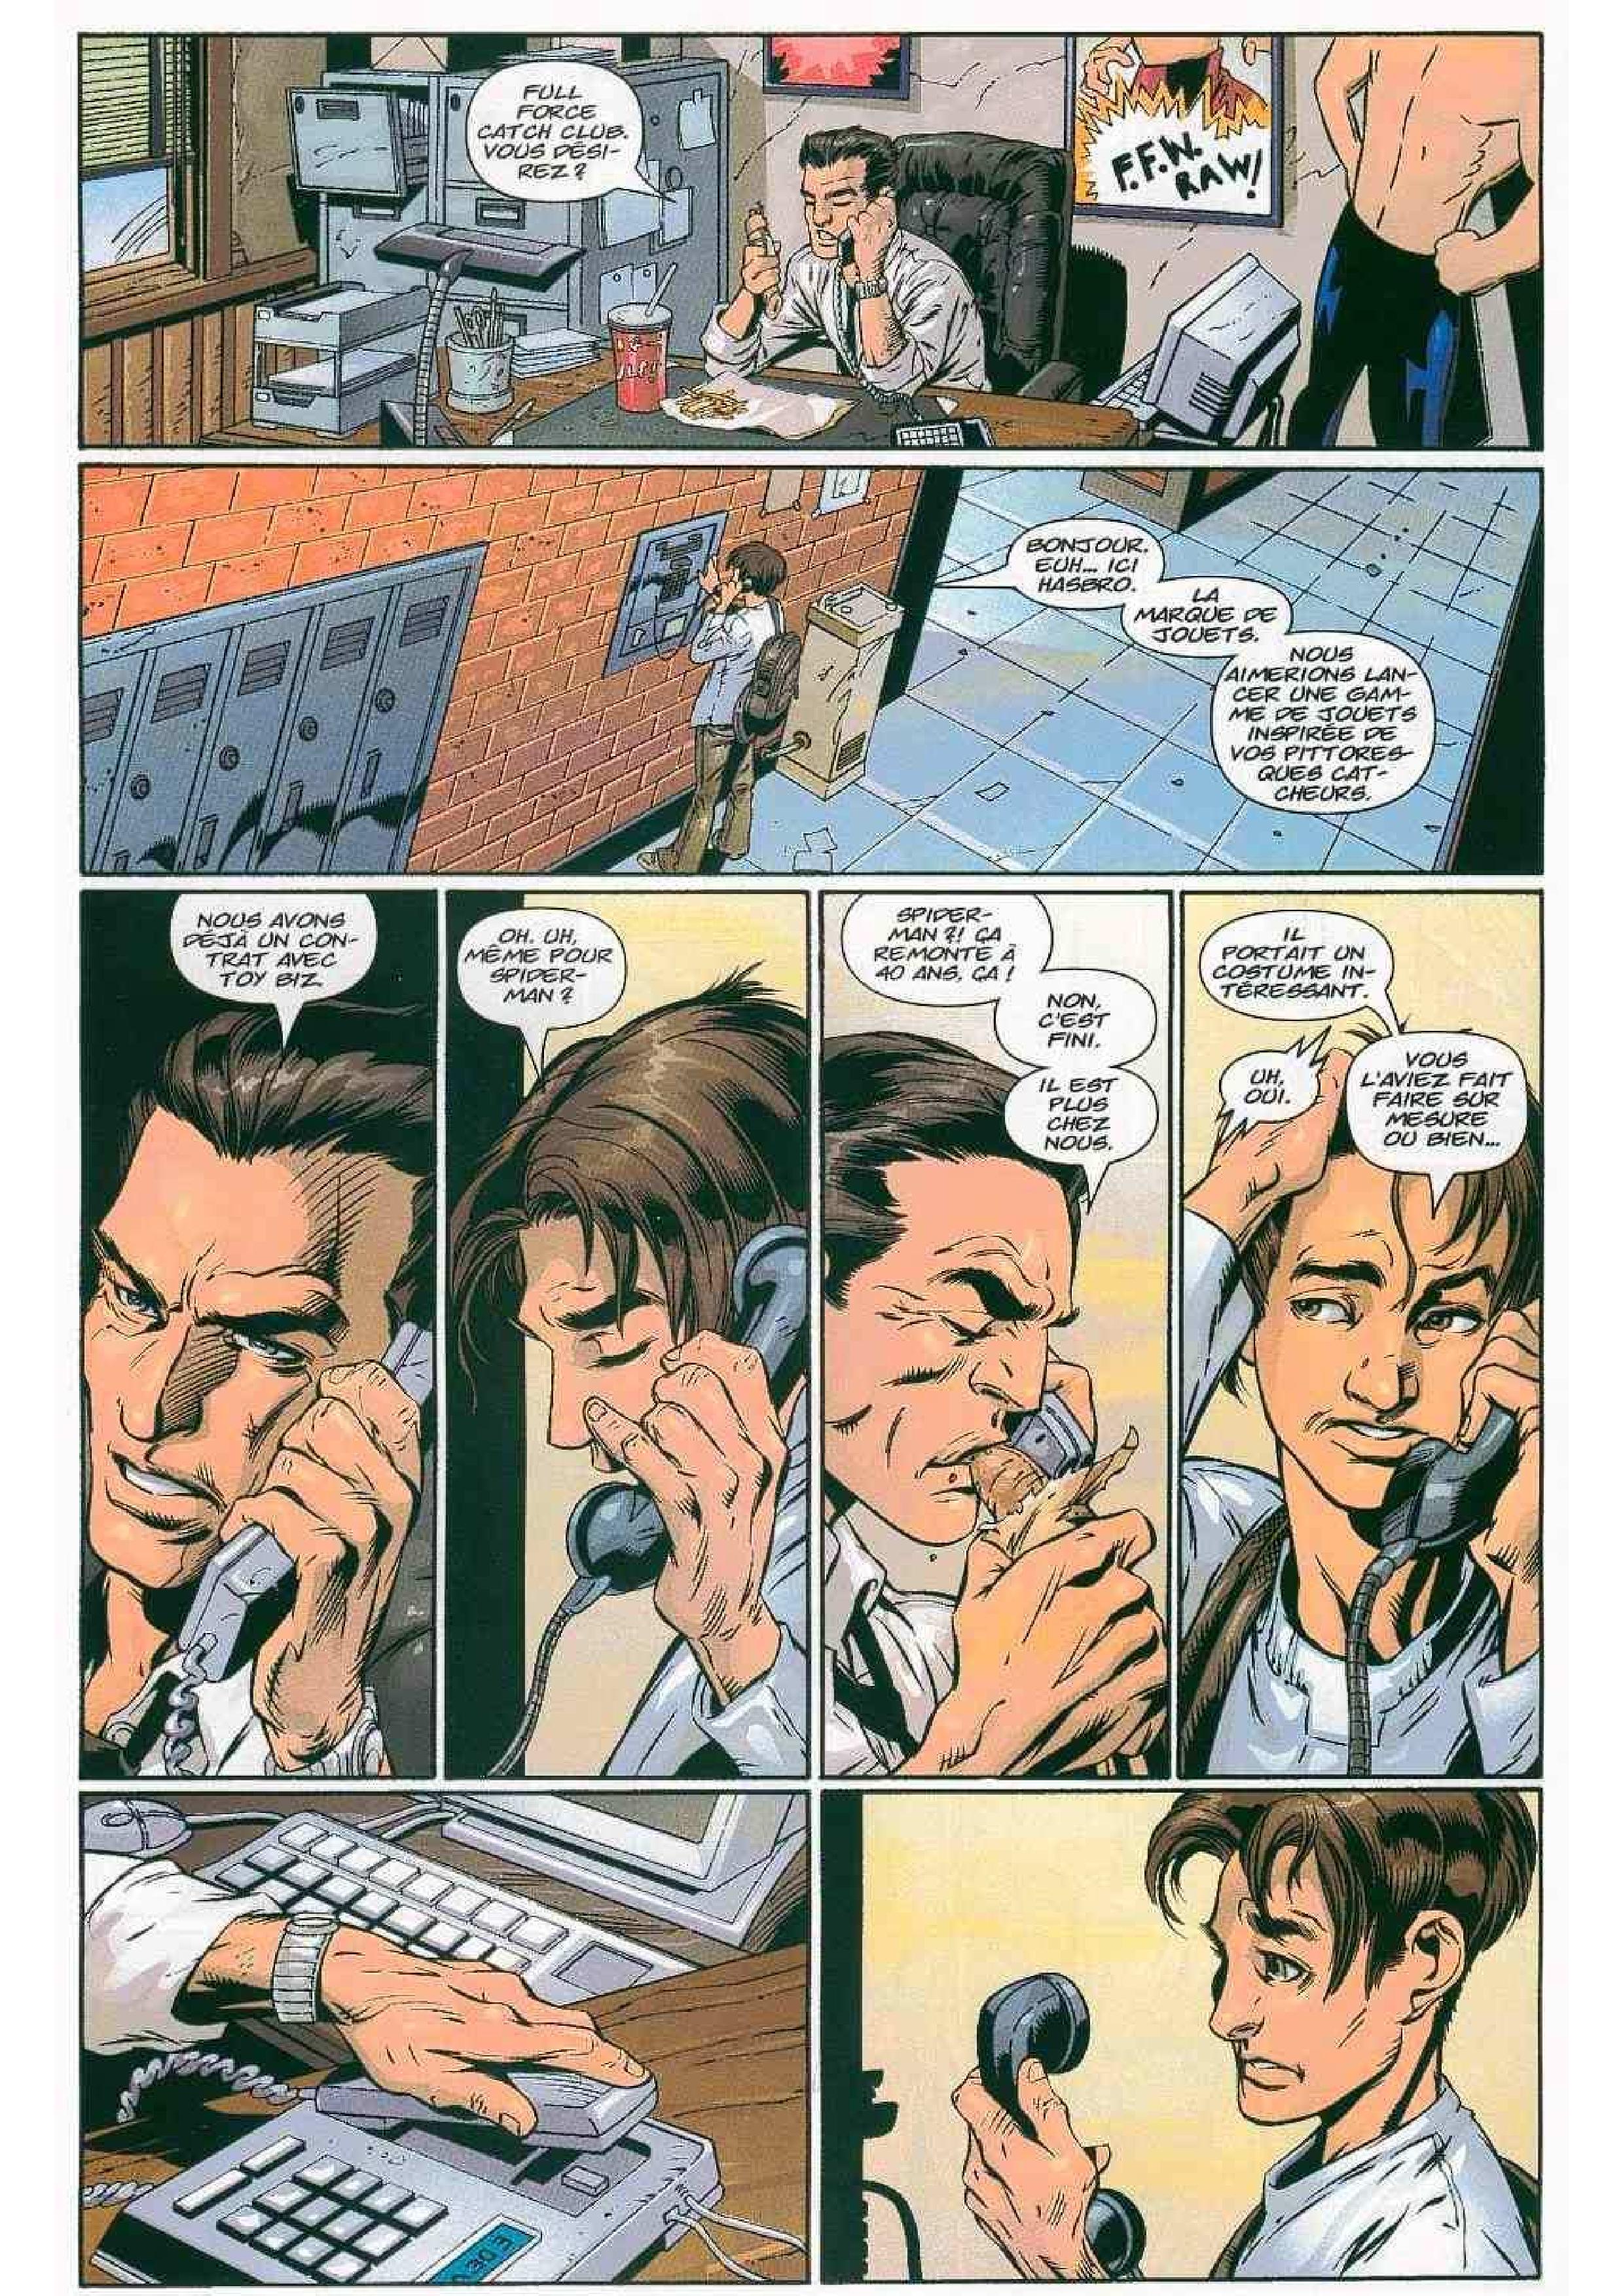 FULL
FORCE
CATCH CLUB.
VOUS DÉSI-
REZ ?
F.F.W.
RAW!
BONJOUR.
EUH... ICI
HASBRO.
LA
MARQUE DE
JOUETS.
NOUS
AIMERIONS LAN-
CER UNE GAM-
ME DE JOUETS
INSPIRÉE DE
VOS PITTORES-
QUES CAT-
CHEURS.
NOUS AVONS
DÉJÀ UN CON-
TRAT AVEC
TOY BIZ.
OH. UH,
MÊME POUR
SPIDER-
MAN ?
SPIDER-
MAN ?! ÇA
REMONTE À
40 ANS, ÇA !
NON,
C'EST
FINI.
IL EST
PLUS
CHEZ
NOUS.
IL
PORTAIT UN
COSTUME IN-
TÉRESSANT.
UH,
OUI.
VOUS
L'AVIEZ FAIT
FAIRE SUR
MESURE
OU BIEN...